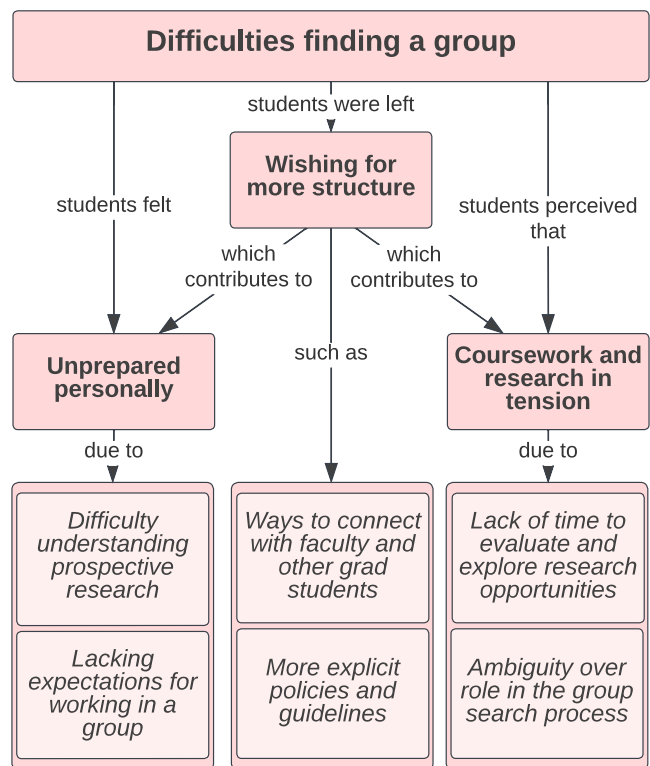 Difficulties finding a group
students were left
Wishing for
more structure
students felt
students perceived
that
which
contributes to
which
contributes to
such as
Unprepared
personally
Coursework and
research in
tension
due to
due to
Difficulty
understanding
prospective
research
Ways to connect
with faculty and
other grad
students
Lack of time to
evaluate and
explore research
opportunities
Lacking
expectations for
working in a
group
More explicit
policies and
guidelines
Ambiguity over
role in the group
search process